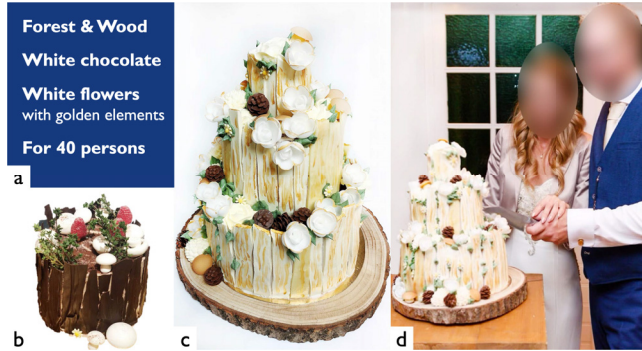 Forest & Wood
White chocolate
White flowers
with golden elements
For 40 persons
a
b
c
d